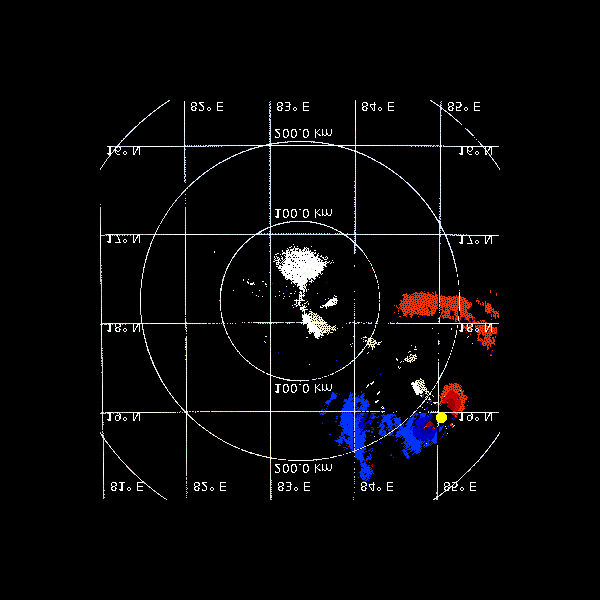 82° E 83° E 84° E 85° E
200.0 km
16° N 16° N
100.0 km
17° N 17° N
18° N 18° N
100.0 km
19° N 19° N
200.0 km
81° E 82° E 83° E 84° E 85° E